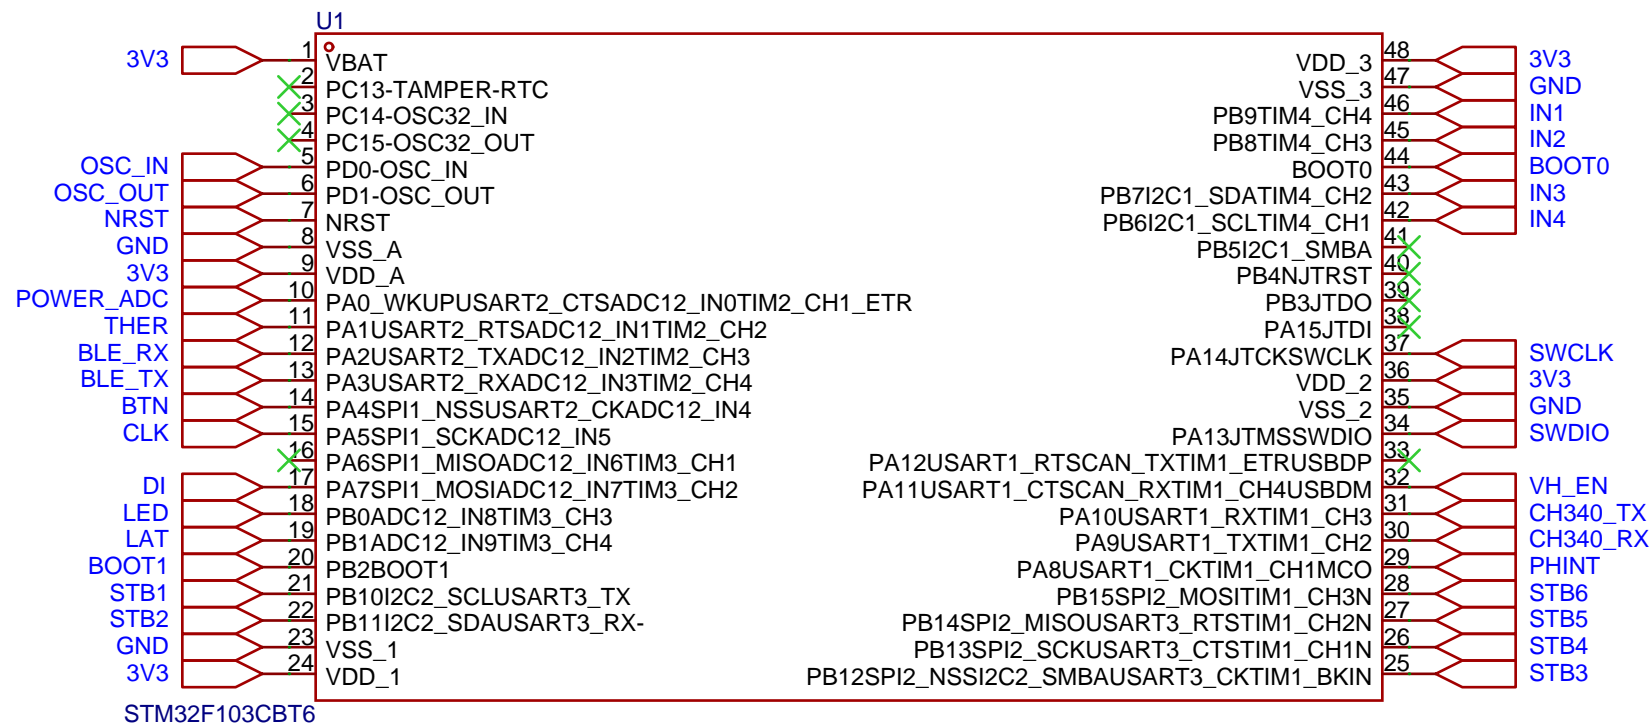 U1
3V3 1 VBAT VDD_3 48 3V3
2 PC13-TAMPER-RTC VSS_3 47 GND
3 PC14-OSC32_IN PB9TIM4_CH4 46 IN1
4 PC15-OSC32_OUT PB8TIM4_CH3 45 IN2
OSC_IN 5 PD0-OSC_IN BOOT0 44 BOOT0
OSC_OUT 6 PD1-OSC_OUT PB7I2C1_SDATIM4_CH2 43 IN3
NRST 7 NRST PB6I2C1_SCLTIM4_CH1 42 IN4
GND 8 VSS_A PB5I2C1_SMBA 41
3V3 9 VDD_A PB4NJTRST 40
POWER_ADC 10 PA0_WKUPUSART2_CTSADC12_IN0TIM2_CH1_ETR PB3JTDO 39
THER 11 PA1USART2_RTSADC12_IN1TIM2_CH2 PA15JTDI 38
BLE_RX 12 PA2USART2_TXADC12_IN2TIM2_CH3 PA14JTCKSWCLK 37 SWCLK
BLE_TX 13 PA3USART2_RXADC12_IN3TIM2_CH4 VDD_2 36 3V3
BTN 14 PA4SPI1_NSSUSART2_CKADC12_IN4 VSS_2 35 GND
CLK 15 PA5SPI1_SCKADC12_IN5 PA13JTMSSWDIO 34 SWDIO
16 PA6SPI1_MISOADC12_IN6TIM3_CH1 PA12USART1_RTSCAN_TXTIM1_ETRUSBDP 33
DI 17 PA7SPI1_MOSIADC12_IN7TIM3_CH2 PA11USART1_CTSCAN_RXTIM1_CH4USBDM 32 VH_EN
LED 18 PB0ADC12_IN8TIM3_CH3 PA10USART1_RXTIM1_CH3 31 CH340_TX
LAT 19 PB1ADC12_IN9TIM3_CH4 PA9USART1_TXTIM1_CH2 30 CH340_RX
BOOT1 20 PB2BOOT1 PA8USART1_CKTIM1_CH1MCO 29 PHINT
STB1 21 PB10I2C2_SCLUSART3_TX PB15SPI2_MOSITIM1_CH3N 28 STB6
STB2 22 PB11I2C2_SDAUSART3_RX- PB14SPI2_MISOUSART3_RTSTIM1_CH2N 27 STB5
GND 23 VSS_1 PB13SPI2_SCKUSART3_CTSTIM1_CH1N 26 STB4
3V3 24 VDD_1 PB12SPI2_NSSI2C2_SMBAUSART3_CKTIM1_BKIN 25 STB3
STM32F103CBT6